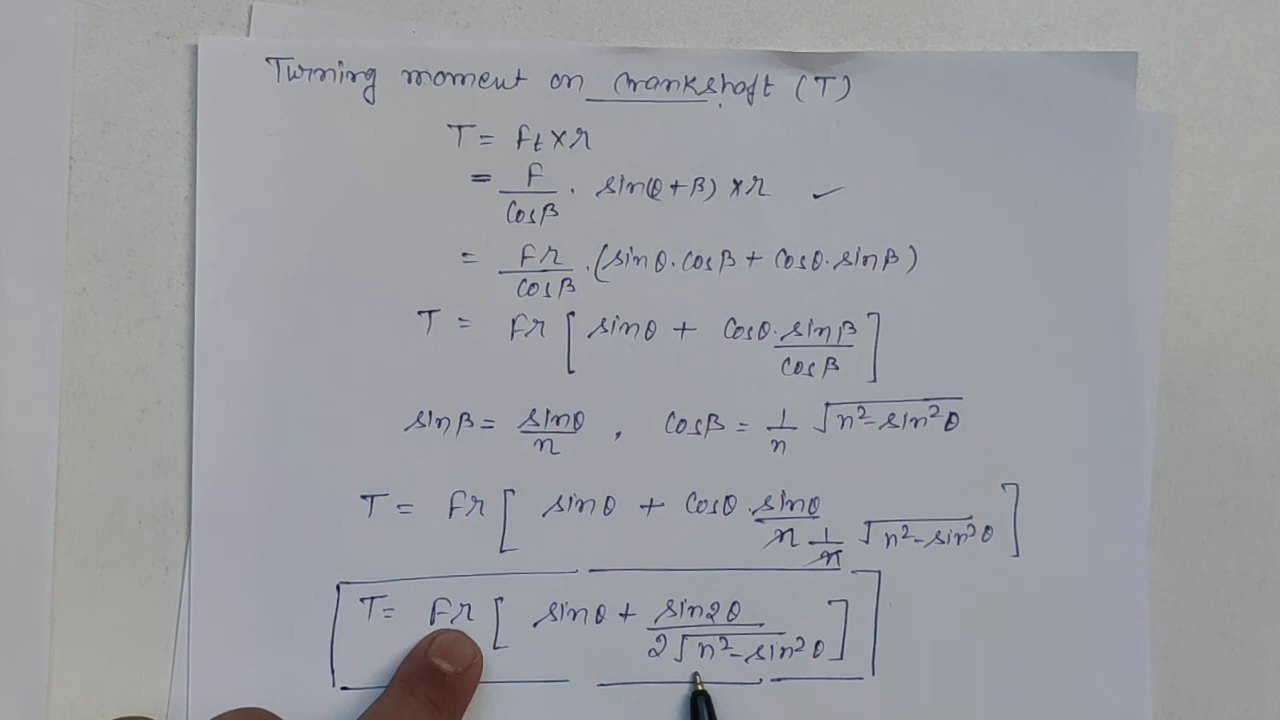 Turning moment on crankshaft (T)
T = Ft × r
= F/cosβ · sin(θ+β) × r ✓
= Fr/cosβ · (sinθ·cosβ + cosθ·sinβ)
T = Fr [ sinθ + cosθ·sinβ/cosβ ]
sinβ = sinθ/n , cosβ = 1/n √(n²-sin²θ)
T = Fr [ sinθ + cosθ·sinθ/(n 1/n √(n²-sin²θ)) ]
T = Fr [ sinθ + sin2θ/(2√(n²-sin²θ)) ]